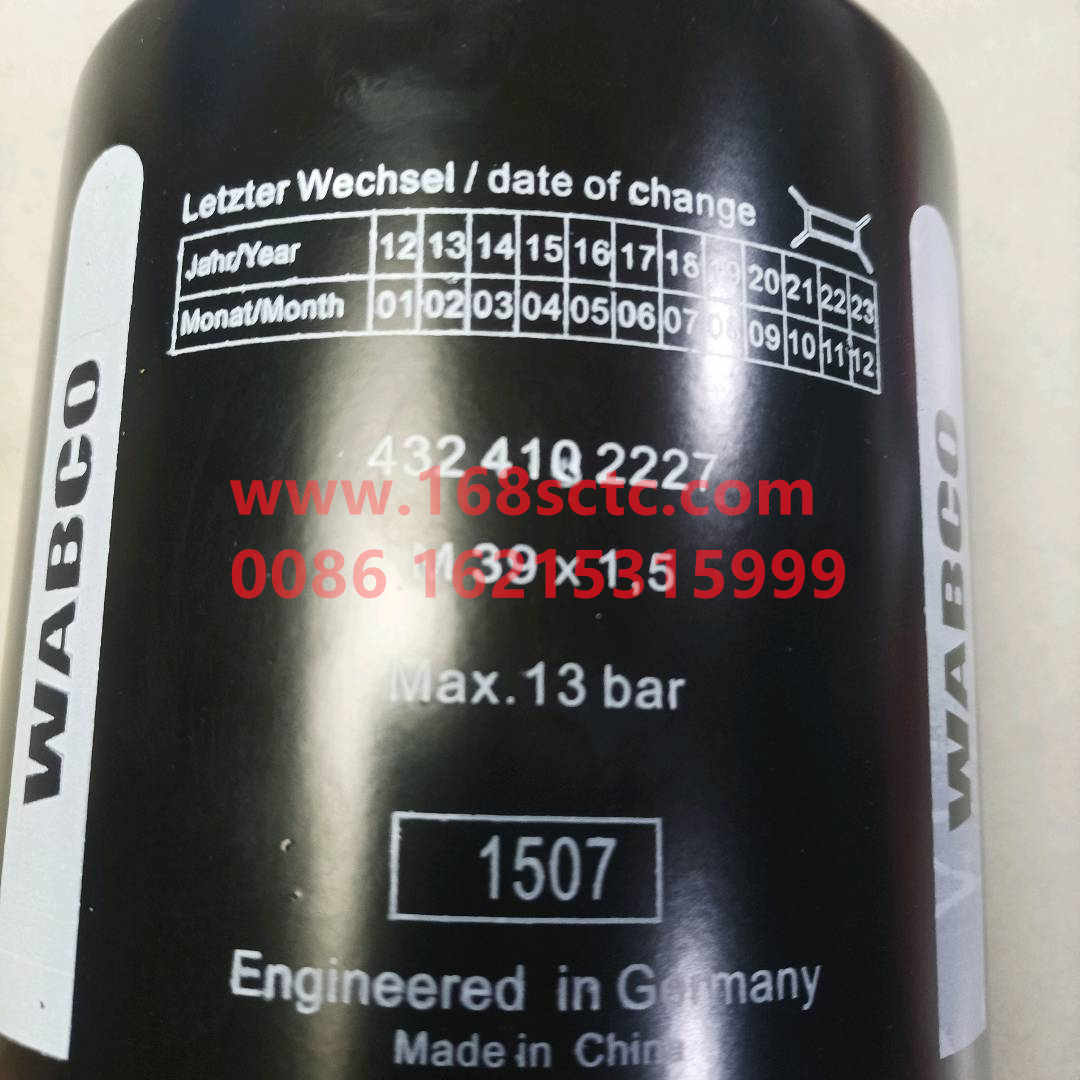 Letzter Wechsel / date of change
Jahr/Year 12 13 14 15 16 17 18 19 20 21 22 23
Monat/Month 01 02 03 04 05 06 07 08 09 10 11 12
WABCO
WABCO
432 410 2227
www.168sctc.com
M 39 x 1,5
0086 16215315999
Max. 13 bar
1507
Engineered in Germany
Made in China